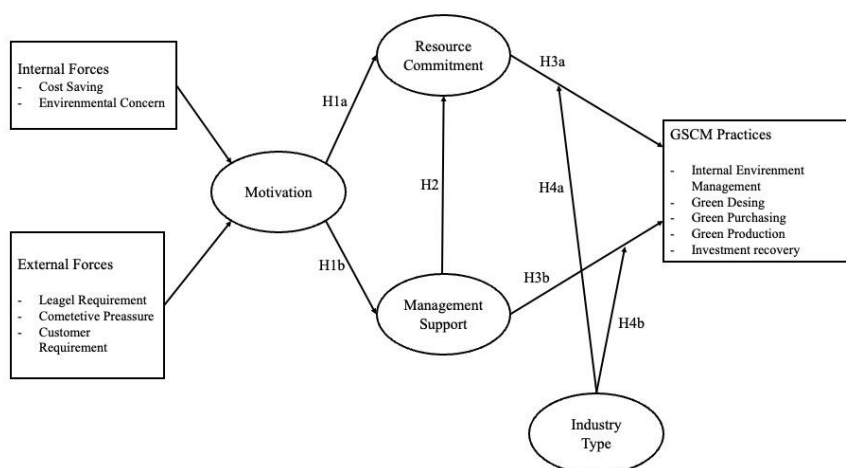 Internal Forces
- Cost Saving
- Envirenmental Concern
External Forces
- Leagel Requirement
- Cometetive Preassure
- Customer
Requirement
Motivation
H1a
H1b
Resource
Commitment
H2
Management
Support
H3a
H3b
H4a
H4b
Industry
Type
GSCM Practices
- Internal Envirenment
Management
- Green Desing
- Green Purchasing
- Green Production
- Investment recovery